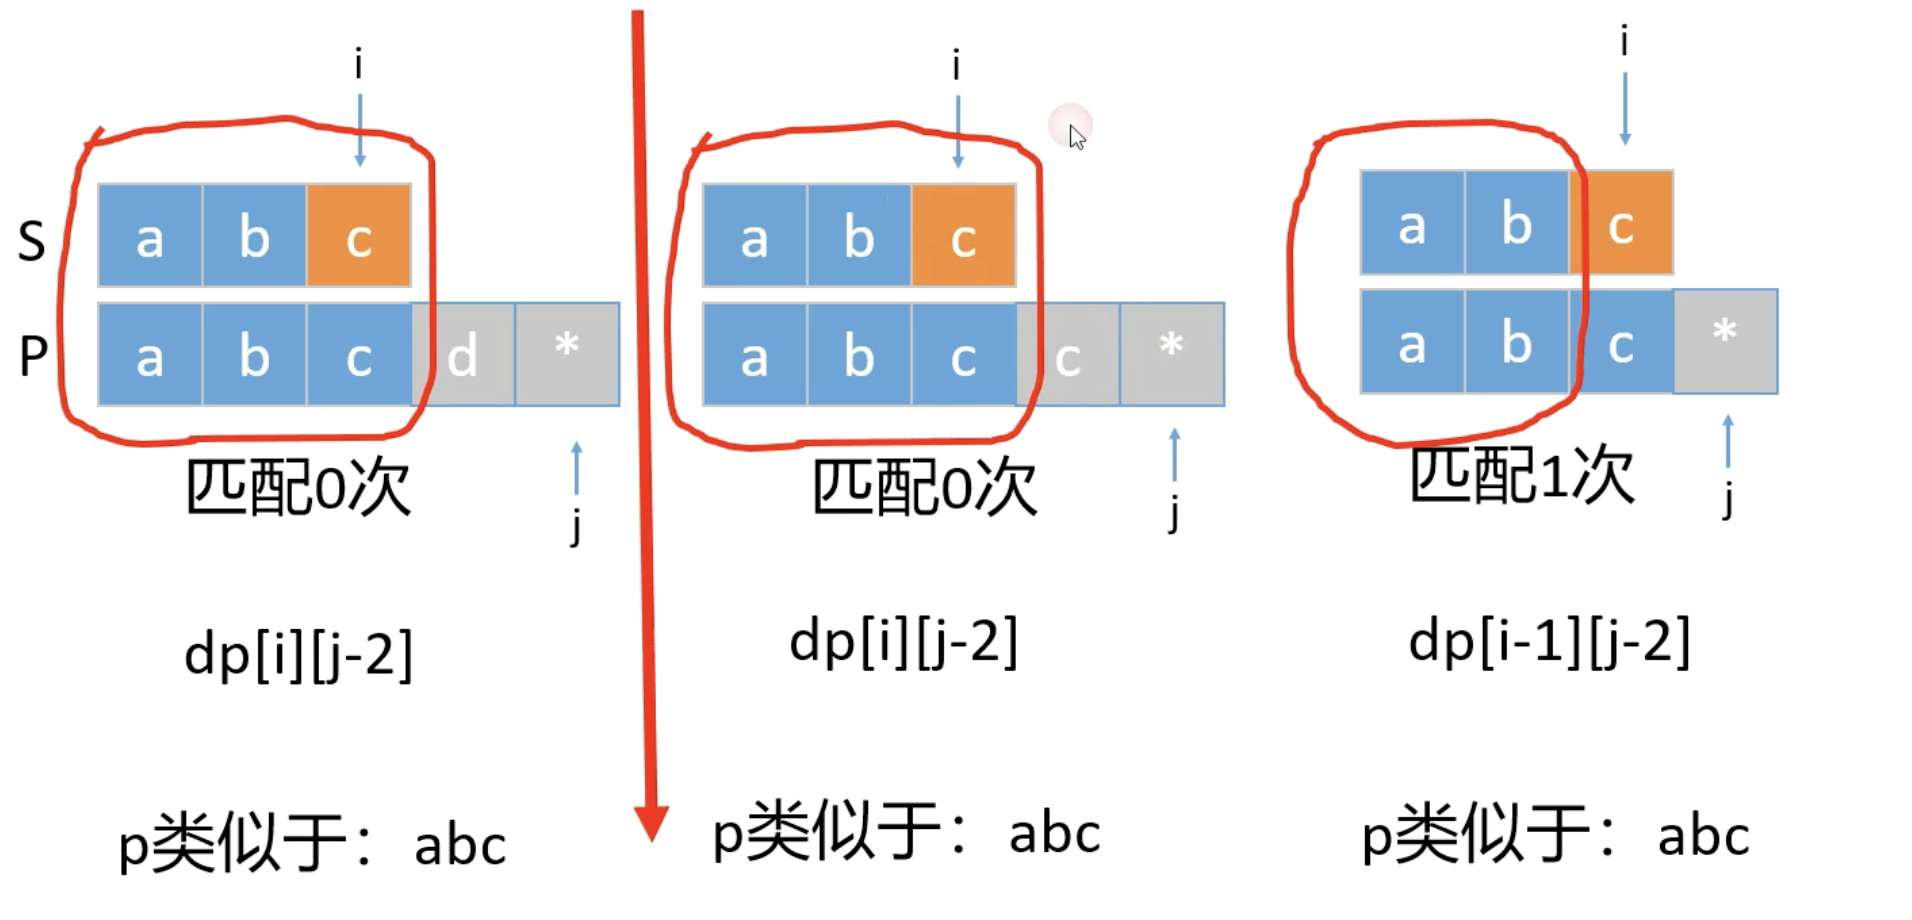 i
S
a b c
P
a b c d *
匹配0次
j
dp[i][j-2]
p类似于：abc
i
a b c
a b c c *
匹配0次
j
dp[i][j-2]
p类似于：abc
i
a b c
a b c *
匹配1次
j
dp[i-1][j-2]
p类似于：abc